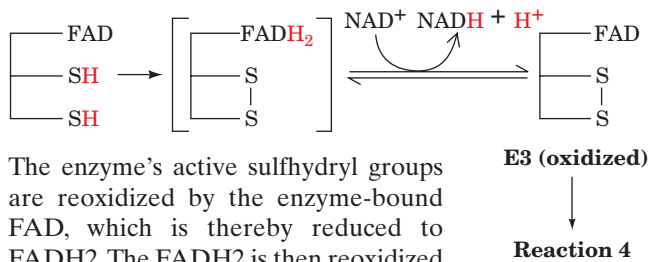 FAD
SH
SH
FADH₂
S
S
NAD⁺ NADH + H⁺
FAD
S
S
E3 (oxidized)
Reaction 4
The enzyme's active sulfhydryl groups
are reoxidized by the enzyme-bound
FAD, which is thereby reduced to
FADH2. The FADH2 is then reoxidized